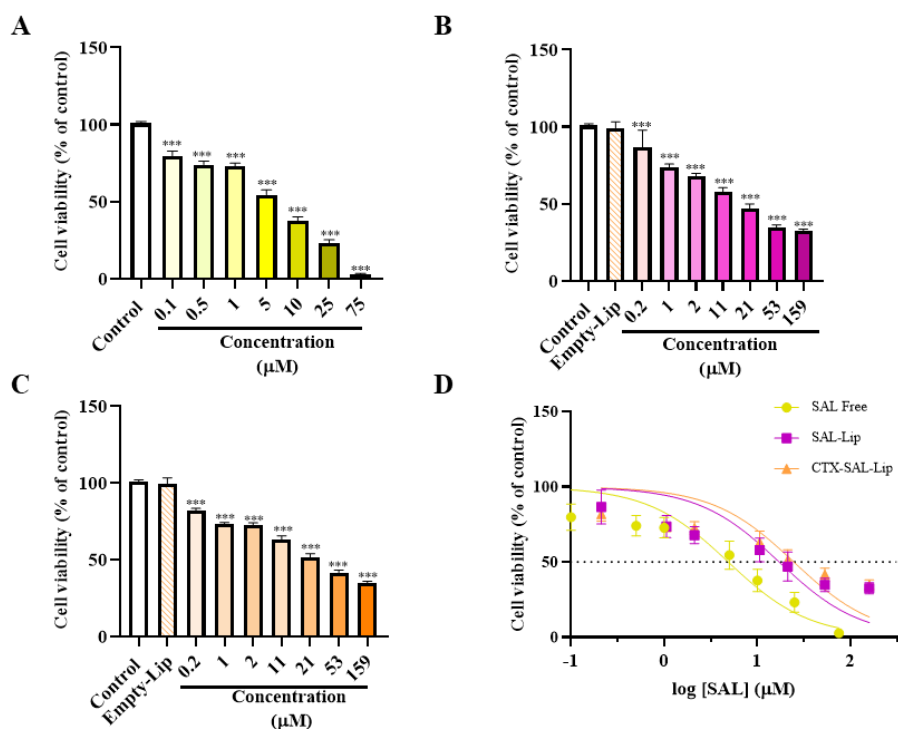 A
Cell viability (% of control)
150
100
50
0
***
***
***
***
***
***
***
Control
0.1
0.5
1
5
10
25
75
Concentration
(μM)
B
Cell viability (% of control)
150
100
50
0
***
***
***
***
***
***
***
Control
Empty-Lip
0.2
1
2
11
21
53
159
Concentration
(μM)
C
Cell viability (% of control)
150
100
50
0
***
***
***
***
***
***
***
Control
Empty-Lip
0.2
1
2
11
21
53
159
Concentration
(μM)
D
Cell viability (% of control)
150
100
50
0
SAL Free
SAL-Lip
CTX-SAL-Lip
-1
0
1
2
log [SAL] (μM)